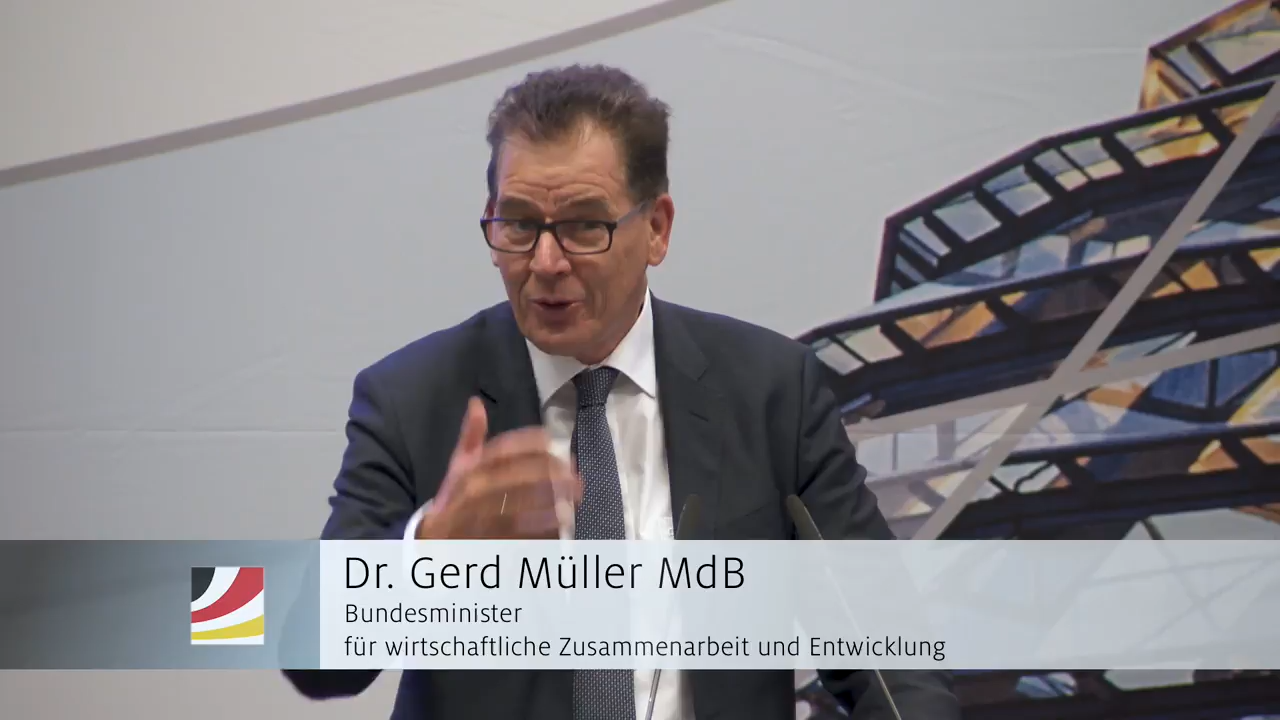 Dr. Gerd Müller MdB
Bundesminister
für wirtschaftliche Zusammenarbeit und Entwicklung